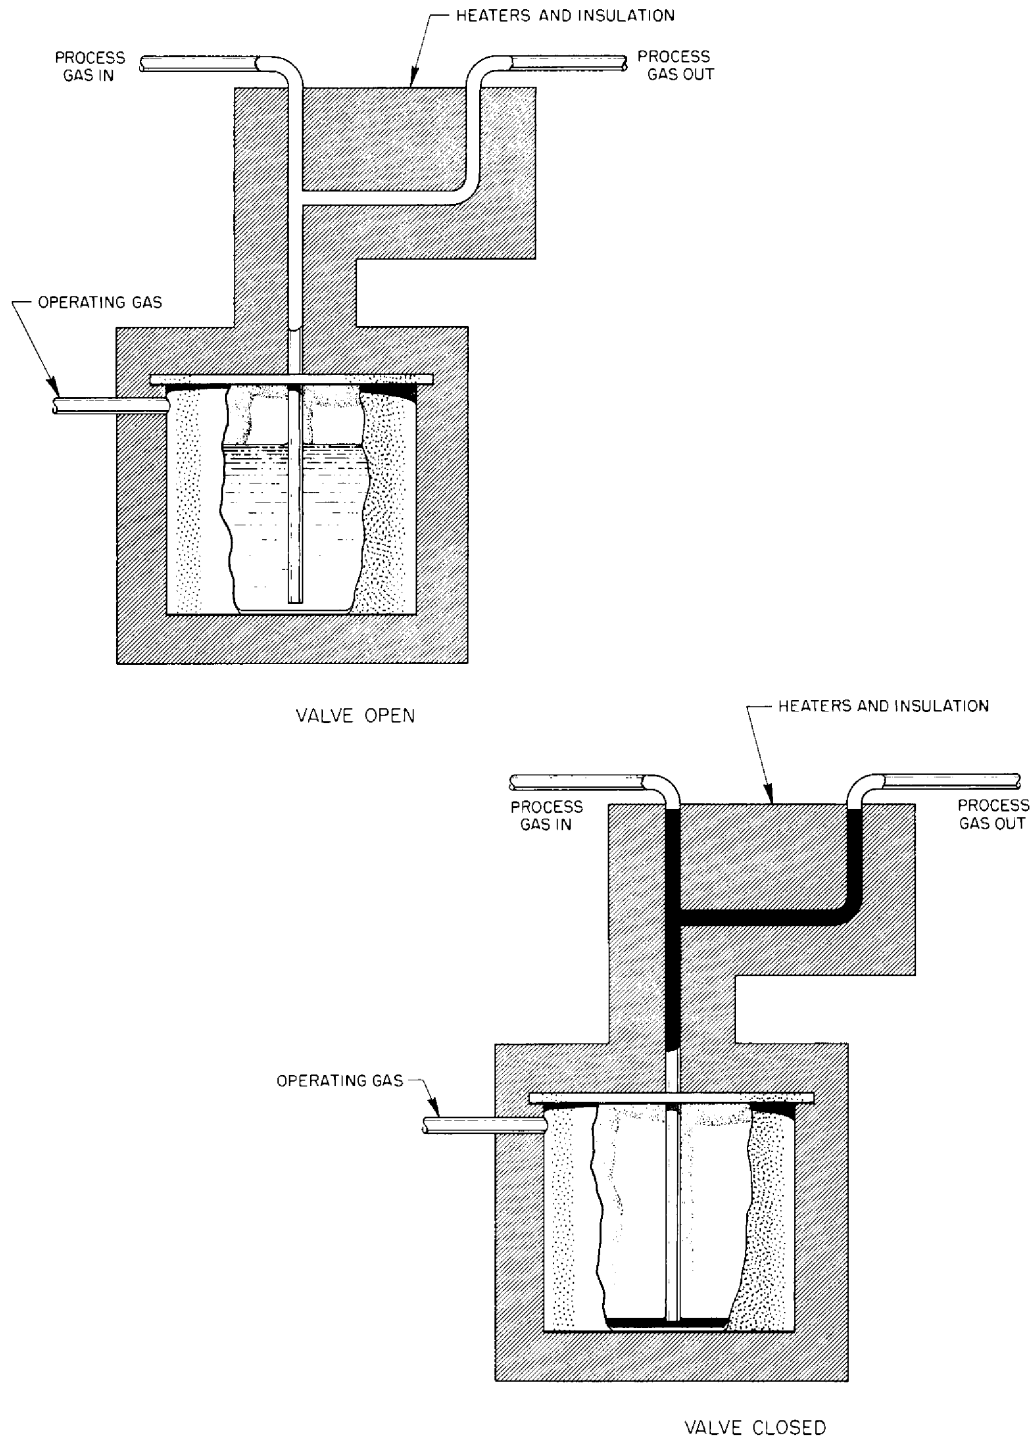 HEATERS AND INSULATION
PROCESS
GAS IN
PROCESS
GAS OUT
OPERATING GAS
VALVE OPEN
HEATERS AND INSULATION
PROCESS
GAS IN
PROCESS
GAS OUT
OPERATING GAS
VALVE CLOSED